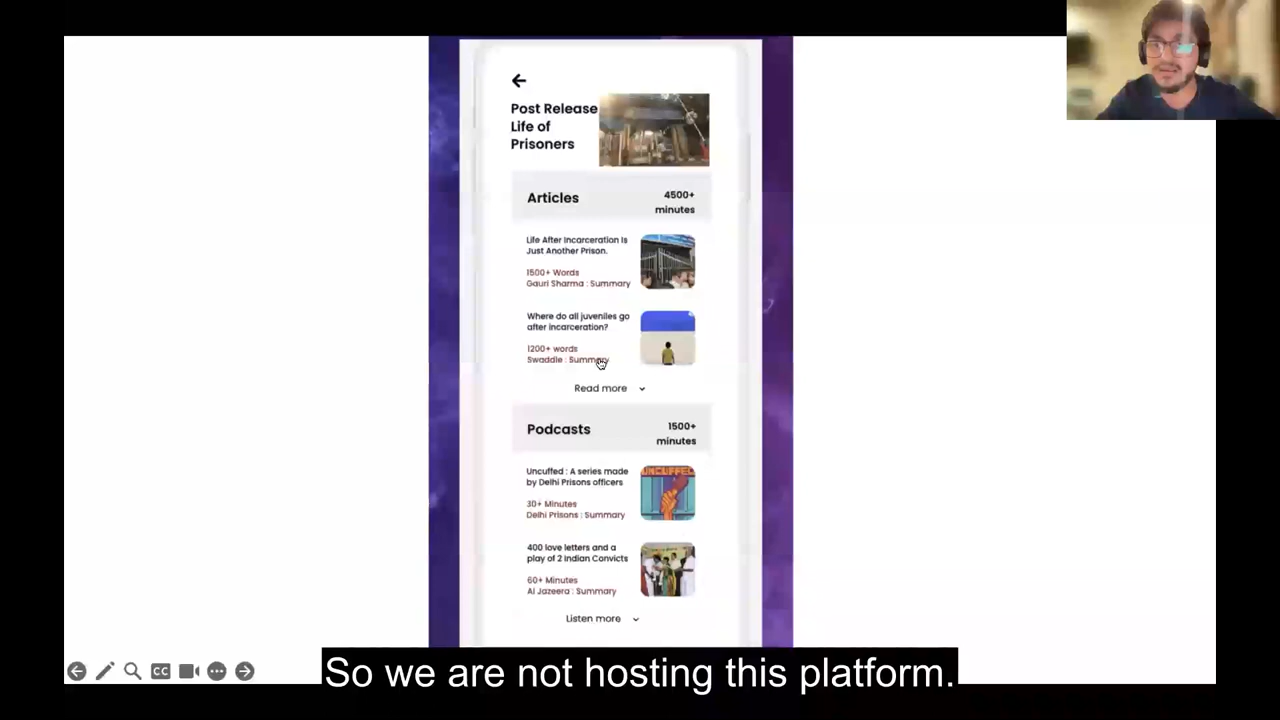 Post Release
Life of
Prisoners
Articles
4500+
minutes
Life After Incarceration Is
Just Another Prison.
1500+ Words
Gauri Sharma : Summary
Where do all juveniles go
after incarceration?
1200+ words
Swaddle : Summary
Read more
Podcasts
1500+
minutes
Uncuffed : A series made
by Delhi Prisons officers
30+ Minutes
Delhi Prisons : Summary
UNCUFFED
400 love letters and a
play of 2 Indian Convicts
60+ Minutes
Al Jazeera : Summary
Listen more
CC
So we are not hosting this platform.